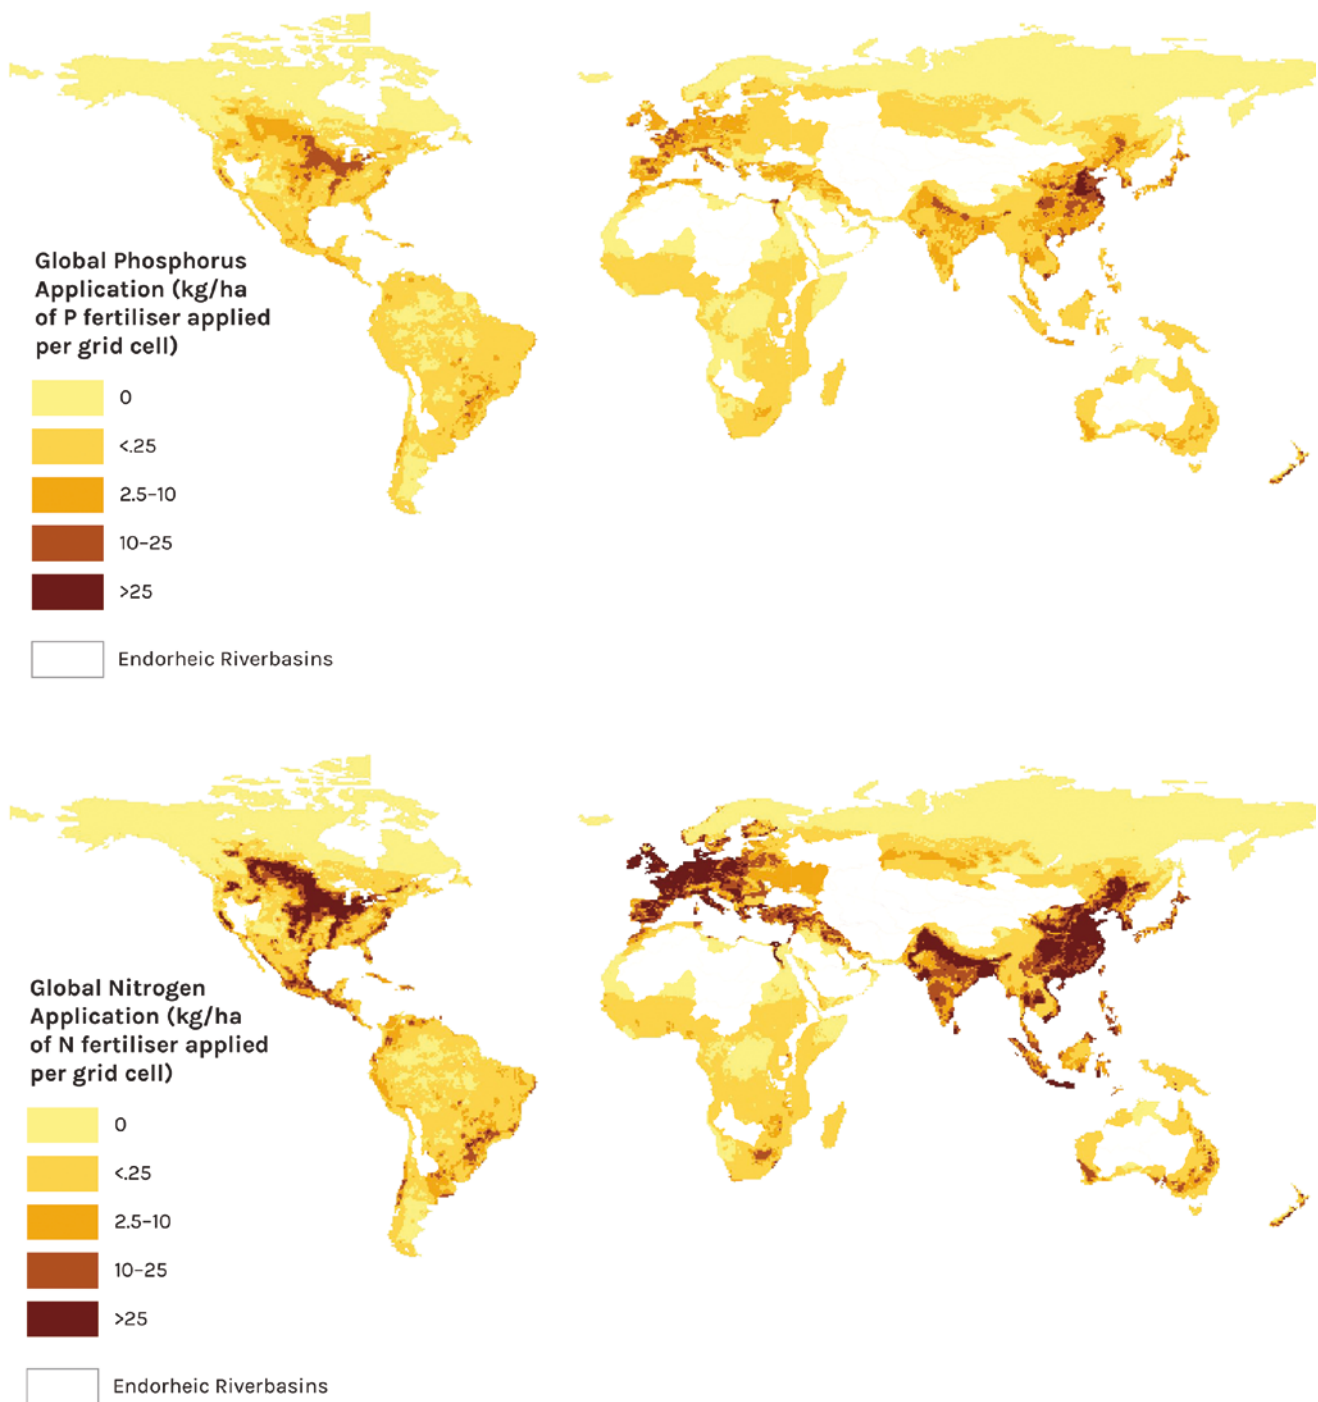 Global Phosphorus
Application (kg/ha
of P fertiliser applied
per grid cell)
0
<.25
2.5–10
10–25
>25
Endorheic Riverbasins
Global Nitrogen
Application (kg/ha
of N fertiliser applied
per grid cell)
0
<.25
2.5–10
10–25
>25
Endorheic Riverbasins